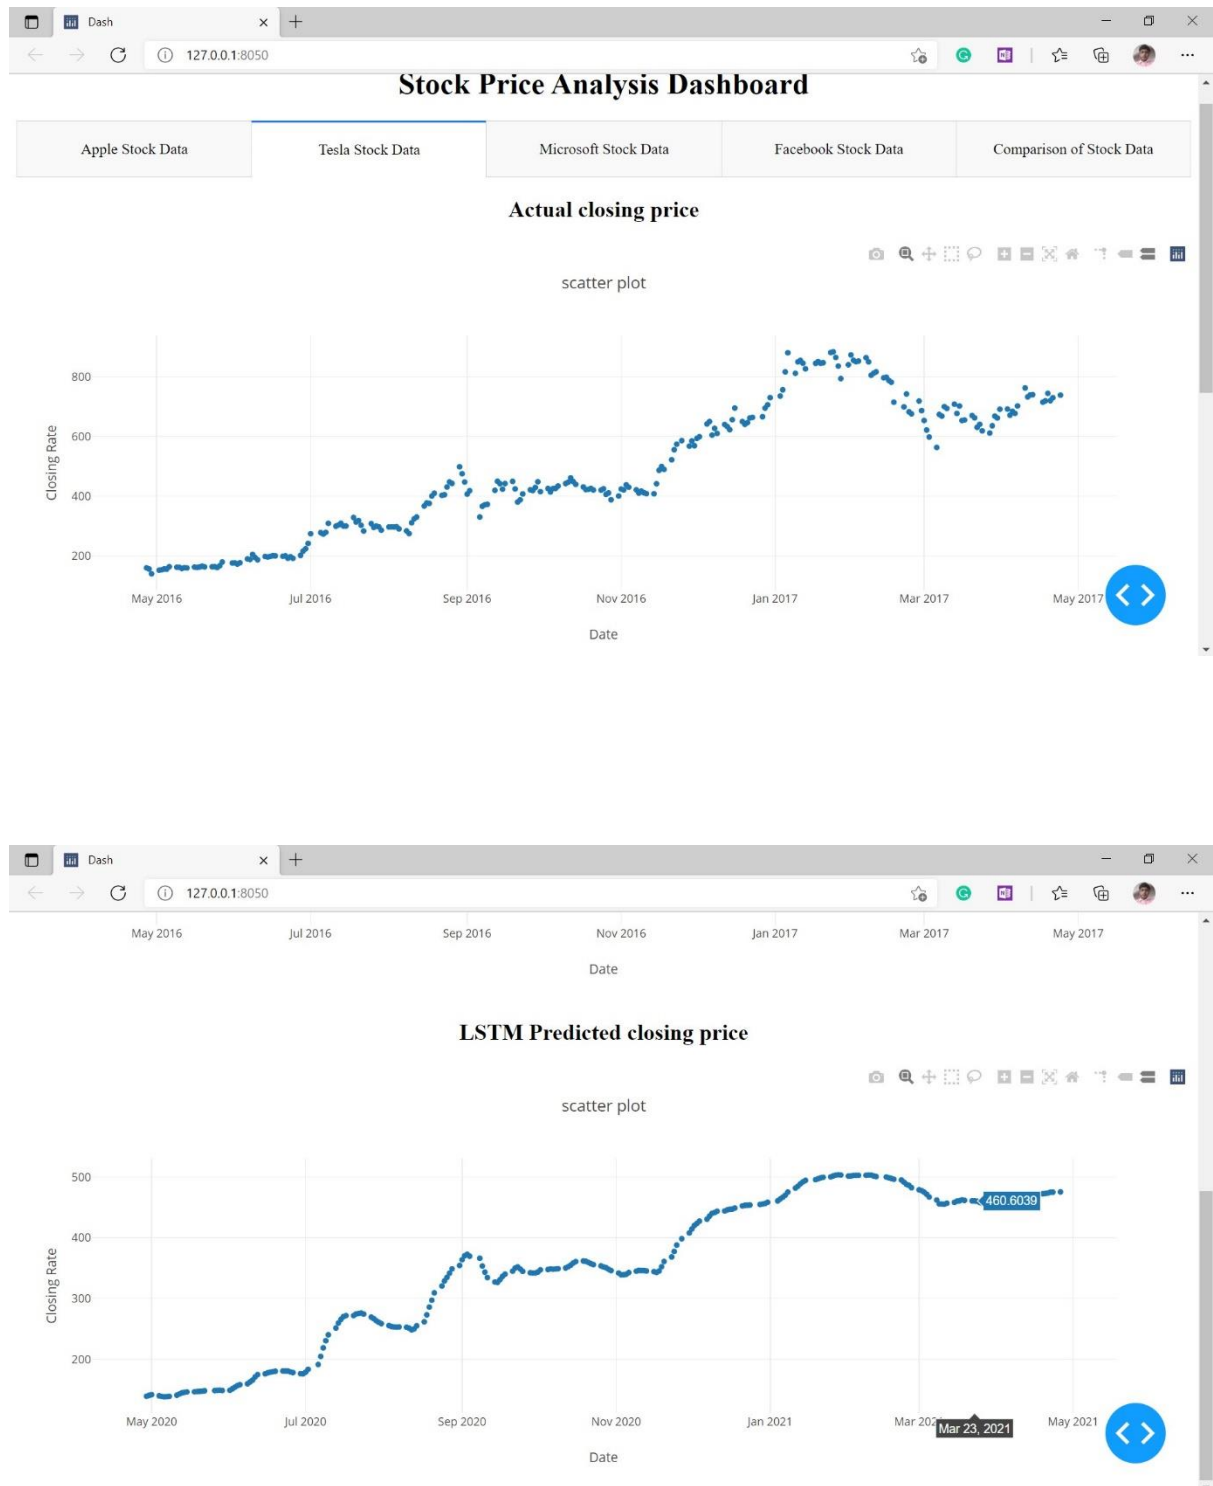 Dash
127.0.0.1:8050
Stock Price Analysis Dashboard
Apple Stock Data Tesla Stock Data Microsoft Stock Data Facebook Stock Data Comparison of Stock Data
Actual closing price
scatter plot
800
600
400
200
Closing Rate
May 2016 Jul 2016 Sep 2016 Nov 2016 Jan 2017 Mar 2017 May 2017
Date
Dash
127.0.0.1:8050
May 2016 Jul 2016 Sep 2016 Nov 2016 Jan 2017 Mar 2017 May 2017
Date
LSTM Predicted closing price
scatter plot
500
460.6039
400
300
200
Closing Rate
May 2020 Jul 2020 Sep 2020 Nov 2020 Jan 2021 Mar May 2021
Mar 23, 2021
Date